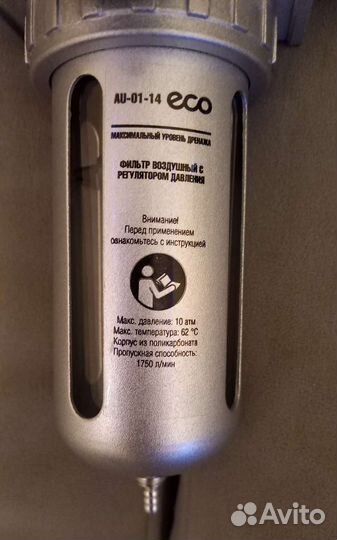 AU-01-14 eco
МАКСИМАЛЬНЫЙ УРОВЕНЬ ДРЕНАЖА
ФИЛЬТР ВОЗДУШНЫЙ С
РЕГУЛЯТОРОМ ДАВЛЕНИЯ
Внимание!
Перед применением
ознакомьтесь с инструкцией
Макс. давление: 10 атм
Макс. температура: 62 °C
Корпус из поликарбоната
Пропускная способность:
1750 л/мин
Avito